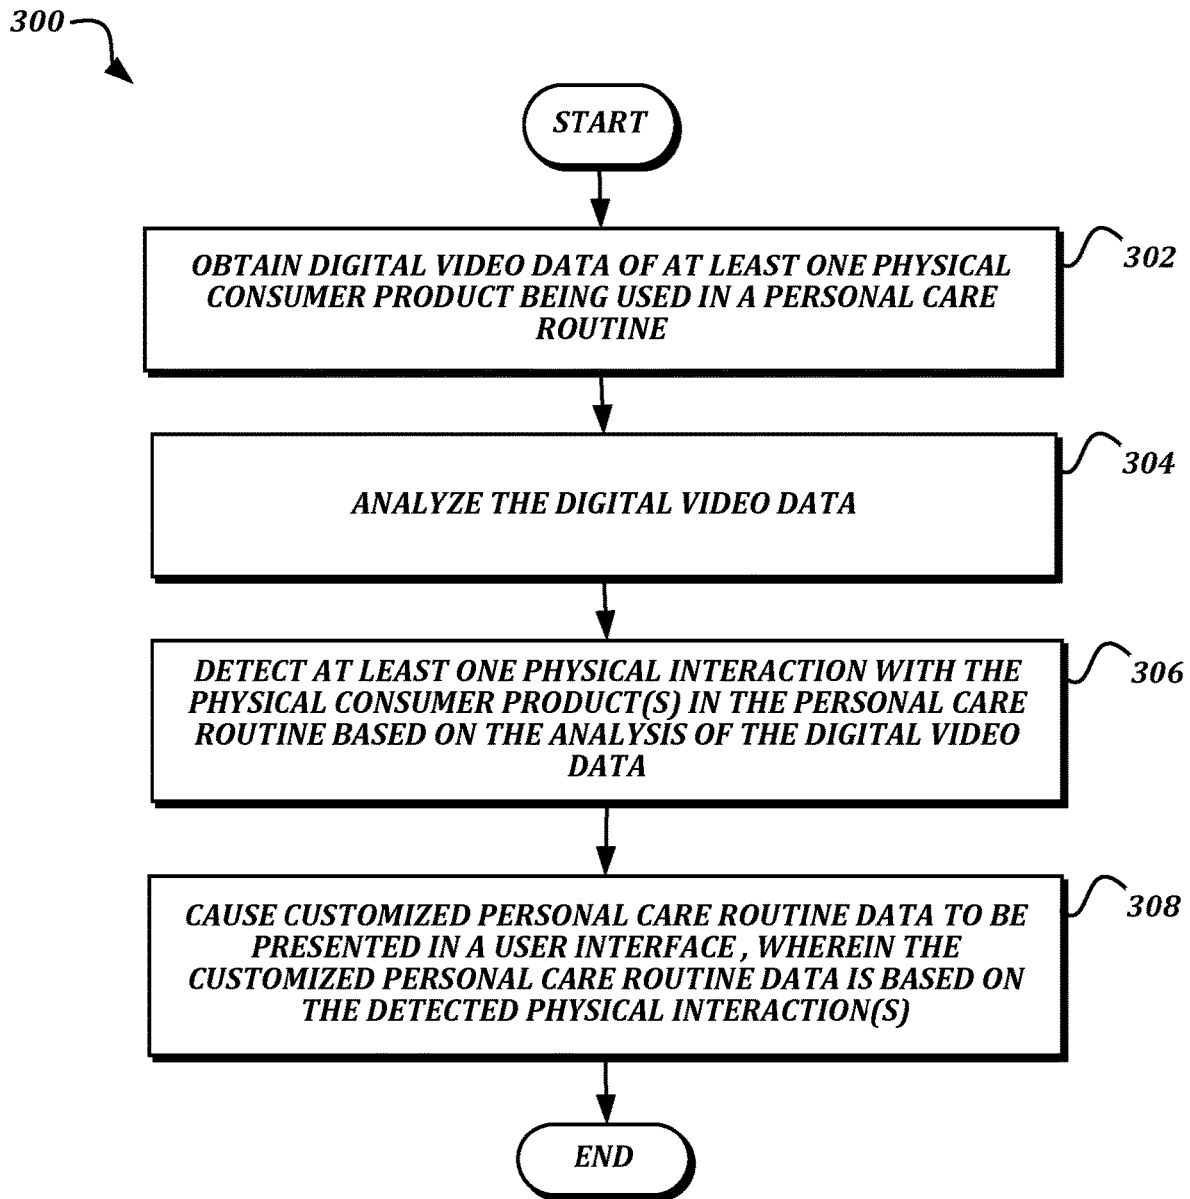 300
START
OBTAIN DIGITAL VIDEO DATA OF AT LEAST ONE PHYSICAL
CONSUMER PRODUCT BEING USED IN A PERSONAL CARE
ROUTINE
302
ANALYZE THE DIGITAL VIDEO DATA
304
DETECT AT LEAST ONE PHYSICAL INTERACTION WITH THE
PHYSICAL CONSUMER PRODUCT(S) IN THE PERSONAL CARE
ROUTINE BASED ON THE ANALYSIS OF THE DIGITAL VIDEO
DATA
306
CAUSE CUSTOMIZED PERSONAL CARE ROUTINE DATA TO BE
PRESENTED IN A USER INTERFACE , WHEREIN THE
CUSTOMIZED PERSONAL CARE ROUTINE DATA IS BASED ON
THE DETECTED PHYSICAL INTERACTION(S)
308
END